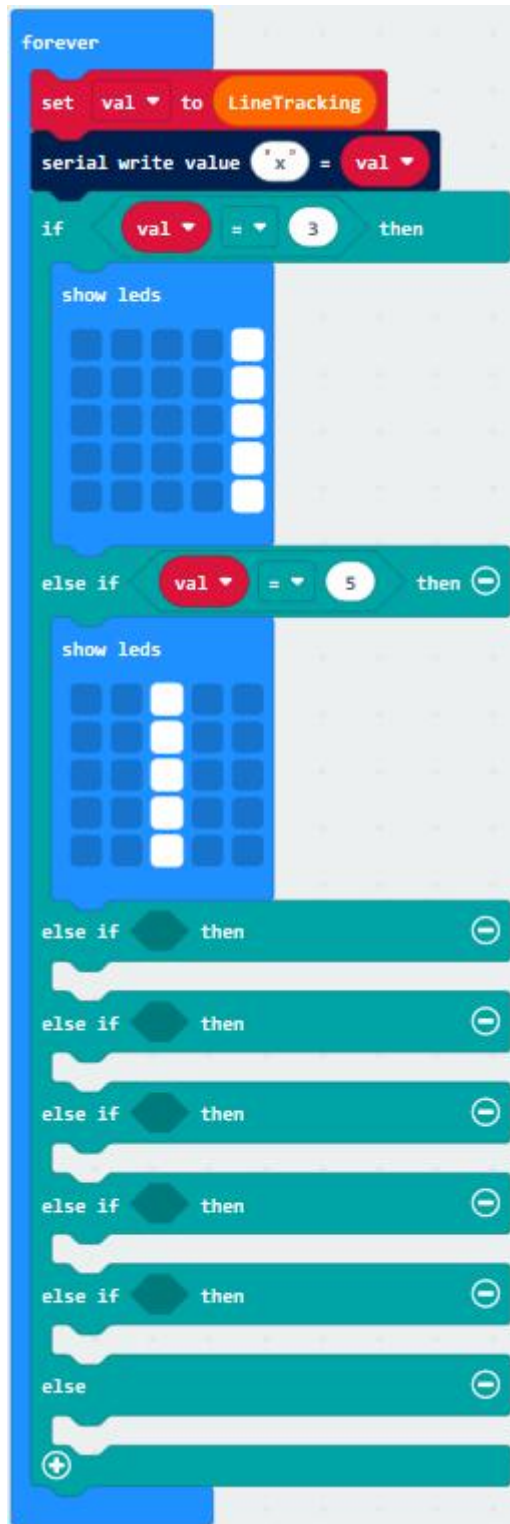 forever
set val to LineTracking
serial write value "x" = val
if val = 3 then
show leds
else if val = 5 then
show leds
else if then
else if then
else if then
else if then
else if then
else